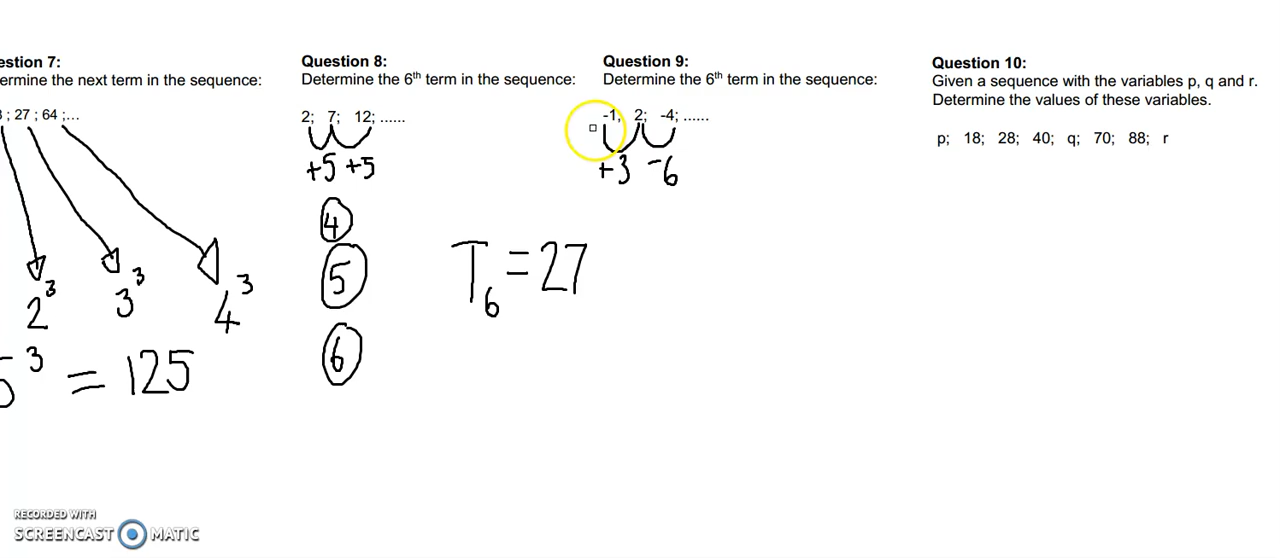 estion 7:
ermine the next term in the sequence:
; 27 ; 64 ;...
2³ 3³ 4³
5³ = 125
Question 8:
Determine the 6th term in the sequence:
2; 7; 12; ......
+5 +5
4
5
6
T6 = 27
Question 9:
Determine the 6th term in the sequence:
-1, 2; -4; ......
+3 -6
Question 10:
Given a sequence with the variables p, q and r.
Determine the values of these variables.
p; 18; 28; 40; q; 70; 88; r
RECORDED WITH
SCREENCAST MATIC